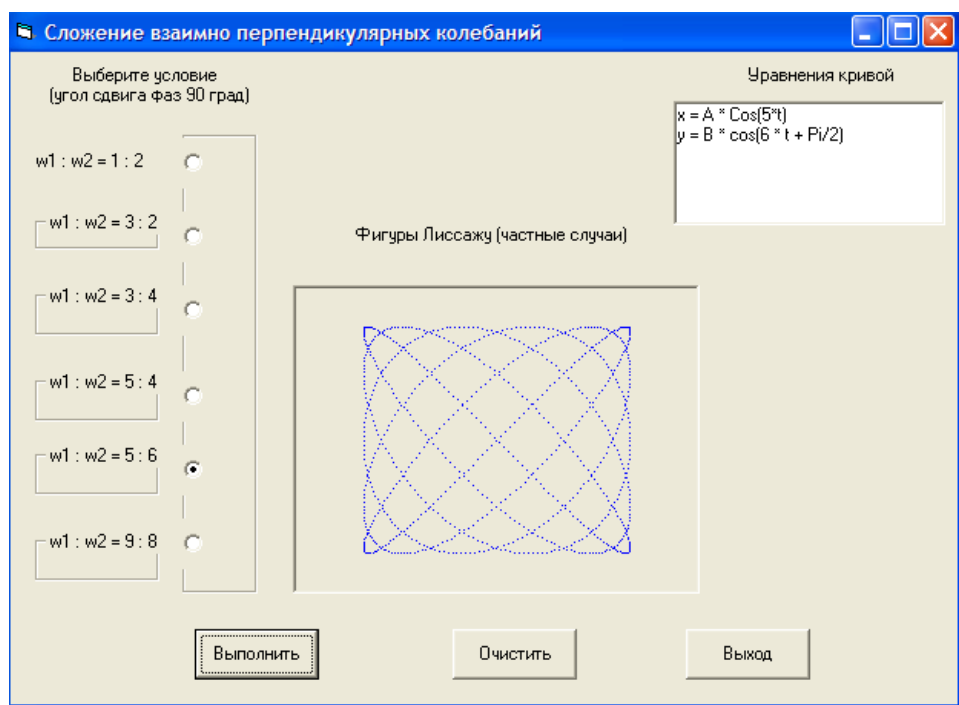 Сложение взаимно перпендикулярных колебаний
Выберите условие
(угол сдвига фаз 90 град)
Уравнения кривой
x = A * Cos(5*t)
y = B * cos(6 * t + Pi/2)
w1 : w2 = 1 : 2
w1 : w2 = 3 : 2
Фигуры Лиссажу (частные случаи)
w1 : w2 = 3 : 4
w1 : w2 = 5 : 4
w1 : w2 = 5 : 6
w1 : w2 = 9 : 8
Выполнить
Очистить
Выход